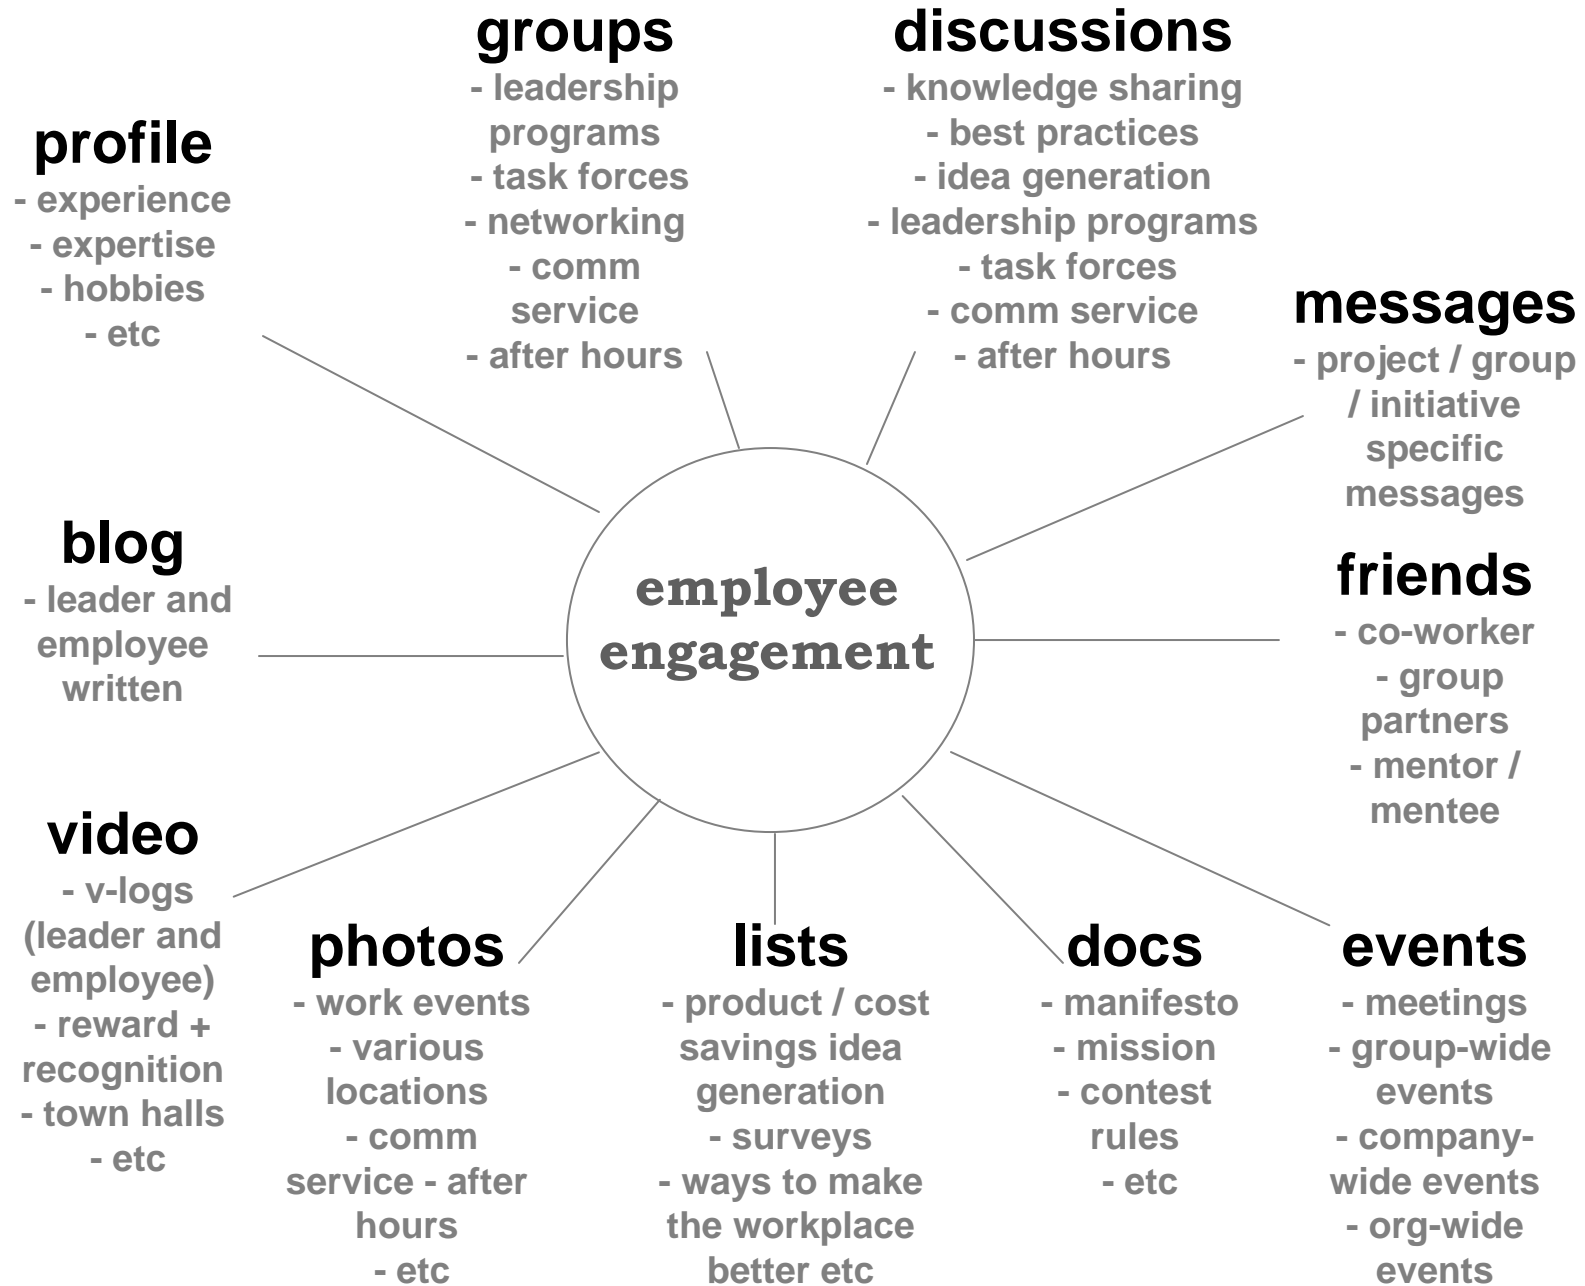 groups
- leadership
programs
- task forces
- networking
- comm
service
- after hours
discussions
- knowledge sharing
- best practices
- idea generation
- leadership programs
- task forces
- comm service
- after hours
profile
- experience
- expertise
- hobbies
- etc
messages
- project / group
/ initiative
specific
messages
blog
- leader and
employee
written
employee
engagement
friends
- co-worker
- group
partners
- mentor /
mentee
video
- v-logs
(leader and
employee)
- reward +
recognition
- town halls
- etc
photos
- work events
- various
locations
- comm
service - after
hours
- etc
lists
- product / cost
savings idea
generation
- surveys
- ways to make
the workplace
better etc
docs
- manifesto
- mission
- contest
rules
- etc
events
- meetings
- group-wide
events
- company-
wide events
- org-wide
events